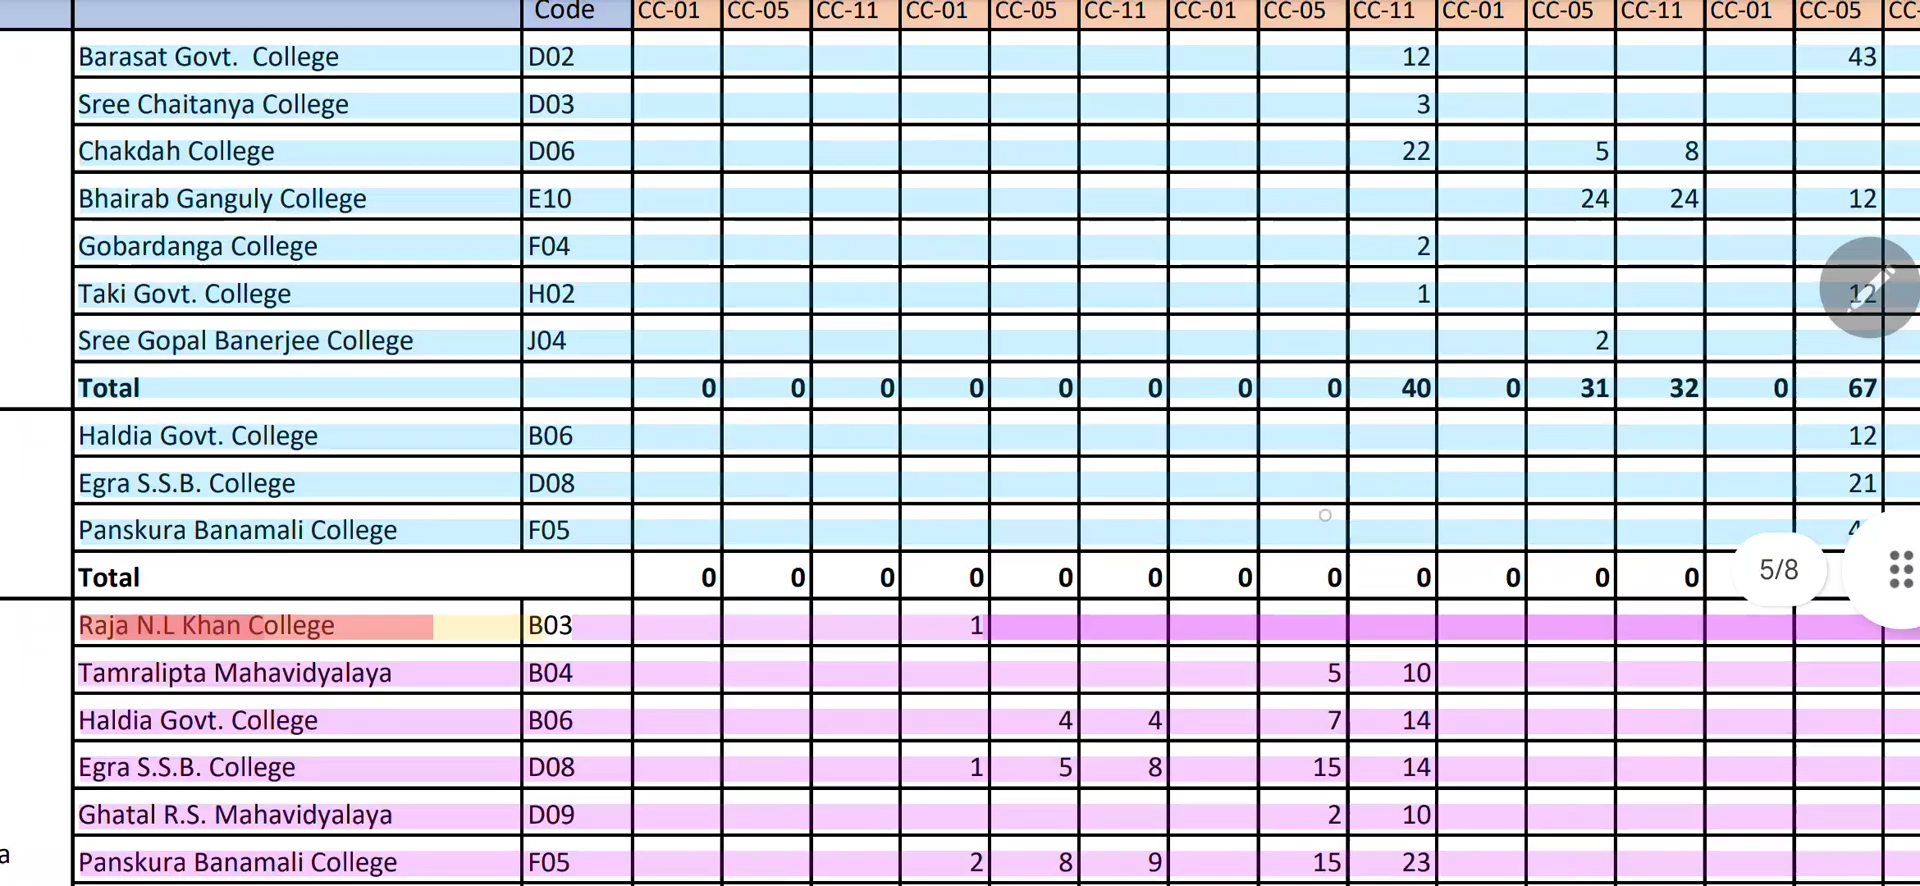 Code CC-01 CC-05 CC-11 CC-01 CC-05 CC-11 CC-01 CC-05 CC-11 CC-01 CC-05 CC-11 CC-01 CC-05 CC-
Barasat Govt. College D02 12 43
Sree Chaitanya College D03 3
Chakdah College D06 22 5 8
Bhairab Ganguly College E10 24 24 12
Gobardanga College F04 2
Taki Govt. College H02 1 12
Sree Gopal Banerjee College J04 2
Total 0 0 0 0 0 0 0 0 40 0 31 32 0 67
Haldia Govt. College B06 12
Egra S.S.B. College D08 21
Panskura Banamali College F05
Total 0 0 0 0 0 0 0 0 0 0 0 0
5/8
Raja N.L Khan College B03 1
Tamralipta Mahavidyalaya B04 5 10
Haldia Govt. College B06 4 4 7 14
Egra S.S.B. College D08 1 5 8 15 14
Ghatal R.S. Mahavidyalaya D09 2 10
a Panskura Banamali College F05 2 8 9 15 23